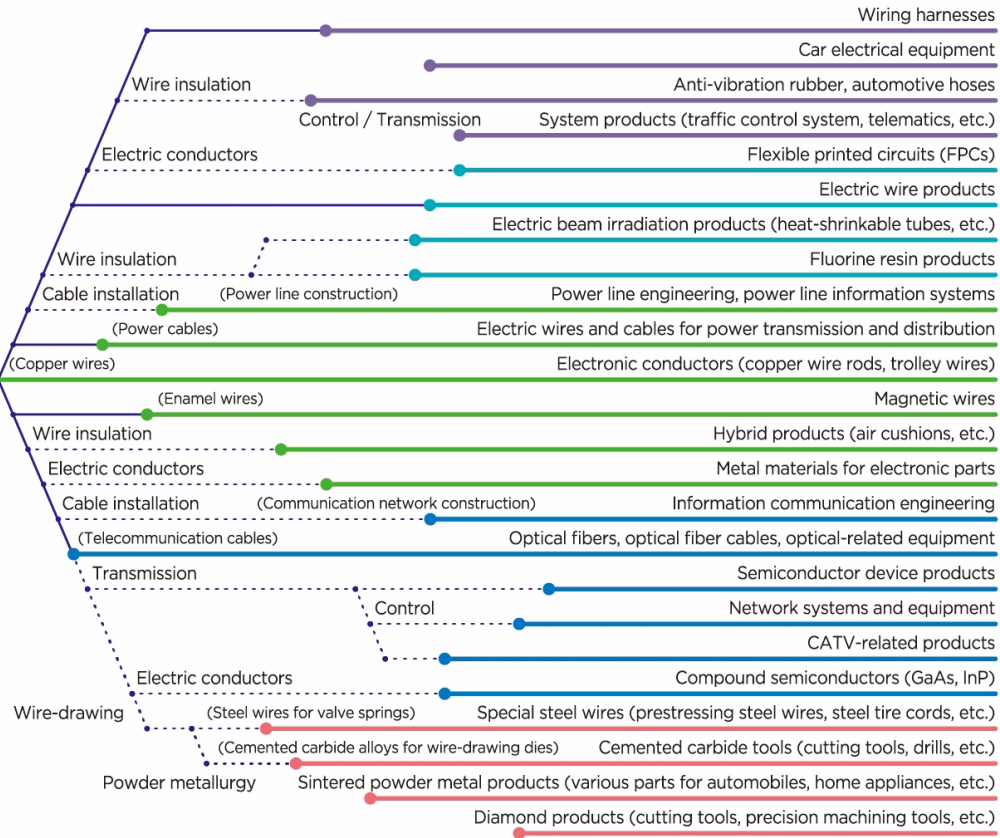 Wiring harnesses
Car electrical equipment
Wire insulation
Anti-vibration rubber, automotive hoses
Control / Transmission
System products (traffic control system, telematics, etc.)
Electric conductors
Flexible printed circuits (FPCs)
Electric wire products
Electric beam irradiation products (heat-shrinkable tubes, etc.)
Wire insulation
Fluorine resin products
Cable installation
(Power line construction)
Power line engineering, power line information systems
(Power cables)
Electric wires and cables for power transmission and distribution
(Copper wires)
Electronic conductors (copper wire rods, trolley wires)
(Enamel wires)
Magnetic wires
Wire insulation
Hybrid products (air cushions, etc.)
Electric conductors
Metal materials for electronic parts
Cable installation
(Communication network construction)
Information communication engineering
(Telecommunication cables)
Optical fibers, optical fiber cables, optical-related equipment
Transmission
Semiconductor device products
Control
Network systems and equipment
CATV-related products
Electric conductors
Compound semiconductors (GaAs, InP)
Wire-drawing
(Steel wires for valve springs)
Special steel wires (prestressing steel wires, steel tire cords, etc.)
(Cemented carbide alloys for wire-drawing dies)
Cemented carbide tools (cutting tools, drills, etc.)
Powder metallurgy
Sintered powder metal products (various parts for automobiles, home appliances, etc.)
Diamond products (cutting tools, precision machining tools, etc.)